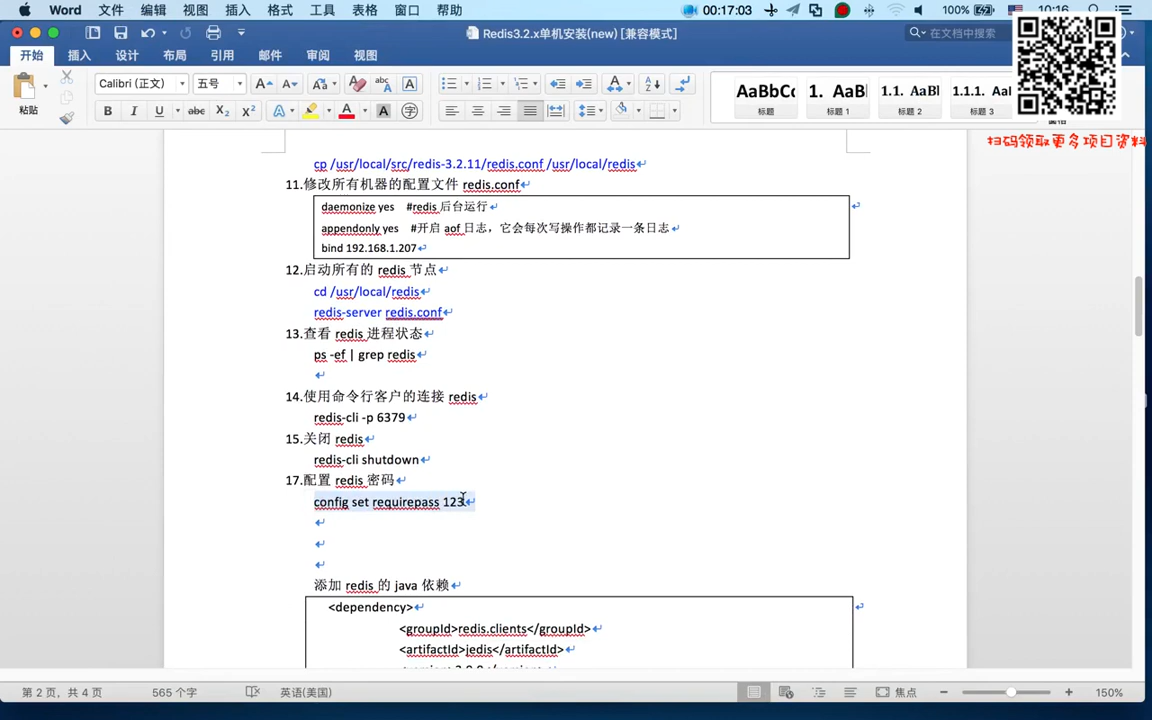 Word 文件 编辑 视图 插入 格式 工具 表格 窗口 帮助 00:17:03 100% 10:16
Redis3.2.x单机安装(new) [兼容模式] 在文档中搜索
开始 插入 设计 布局 引用 邮件 审阅 视图
粘贴 Calibri (正文) 五号
AaBbCc 1. AaBl 1.1. AaBl 1.1.1. AaBl
标题 标题 1 标题 2 标题 3
扫码领取更多项目资料
cp /usr/local/src/redis-3.2.11/redis.conf /usr/local/redis
11.修改所有机器的配置文件 redis.conf
daemonize yes #redis 后台运行
appendonly yes #开启 aof 日志，它会每次写操作都记录一条日志
bind 192.168.1.207
12.启动所有的 redis 节点
cd /usr/local/redis
redis-server redis.conf
13.查看 redis 进程状态
ps -ef | grep redis
14.使用命令行客户的连接 redis
redis-cli -p 6379
15.关闭 redis
redis-cli shutdown
17.配置 redis 密码
config set requirepass 123
添加 redis 的 java 依赖
<dependency>
<groupId>redis.clients</groupId>
<artifactId>jedis</artifactId>
第 2 页，共 4 页 565 个字 英语(美国) 焦点 150%